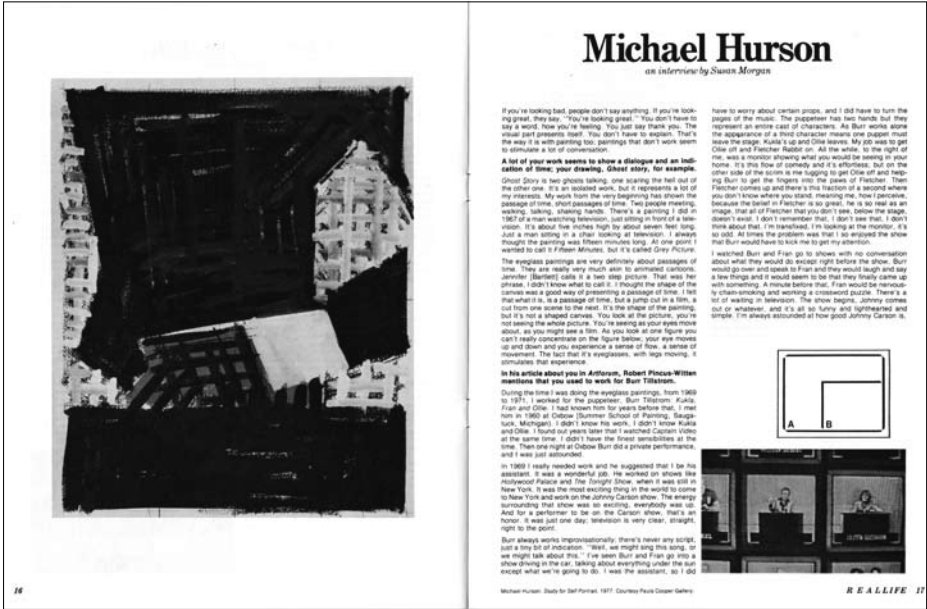 Michael Hurson
an interview by Susan Morgan
If you're looking bad, people don't say anything. If you're look-
ing great, they say, "You're looking great." You don't have to
say a word, how you're feeling. You just say thank you. The
visual part presents itself. You don't have to explain. That's
the way it is with painting too; paintings that don't work seem
to stimulate a lot of conversation.
A lot of your work seems to show a dialogue and an indi-
cation of time; your drawing, Ghost story, for example.
Ghost Story is two ghosts talking, one scaring the hell out of
the other one. It's an isolated work, but it represents a lot of
my interests. My work from the very beginning has shown the
passage of time, short passages of time. Two people meeting,
walking, talking, shaking hands. There's a painting I did in
1967 of a man watching television, just sitting in front of a tele-
vision. It's about five inches high by about seven feet long.
Just a man sitting in a chair looking at television. I always
thought the painting was fifteen minutes long. At one point I
wanted to call it Fifteen Minutes, but it's called Grey Picture.
The eyeglass paintings are very definitely about passages of
time. They are really very much akin to animated cartoons.
Jennifer [Bartlett] calls it a two step picture. That was her
phrase, I didn't know what to call it. I thought the shape of the
canvas was a good way of presenting a passage of time. I felt
that what it is, is a passage of time, but a jump cut in a film, a
cut from one scene to the next. It's the shape of the painting,
but it's not a shaped canvas. You look at the picture, you're
not seeing the whole picture. You're seeing as your eyes move
about, as you might see a film. As you look at one figure you
can't really concentrate on the figure below; your eye moves
up and down and you experience a sense of flow, a sense of
movement. The fact that it's eyeglasses, with legs moving, it
stimulates that experience.
In his article about you in Artforum, Robert Pincus-Witten
mentions that you used to work for Burr Tillstrom.
During the time I was doing the eyeglass paintings, from 1969
to 1971, I worked for the puppeteer, Burr Tillstrom: Kukla,
Fran and Ollie. I had known him for years before that, I met
him in 1960 at Oxbow [Summer School of Painting, Sauga-
tuck, Michigan]. I didn't know his work, I didn't know Kukla
and Ollie. I found out years later that I watched Captain Video
at the same time. I didn't have the finest sensibilities at the
time. Then one night at Oxbow Burr did a private performance,
and I was just astounded.
In 1969 I really needed work and he suggested that I be his
assistant. It was a wonderful job. He worked on shows like
Hollywood Palace and The Tonight Show, when it was still in
New York. It was the most exciting thing in the world to come
to New York and work on the Johnny Carson show. The energy
surrounding that show was so exciting, everybody was up.
And for a performer to be on the Carson show, that's an
honor. It was just one day; television is very clear, straight,
right to the point.
Burr always works improvisationally; there's never any script,
just a tiny bit of indication. "Well, we might sing this song, or
we might talk about this." I've seen Burr and Fran go into a
show driving in the car, talking about everything under the sun
except what we're going to do. I was the assistant, so I did
have to worry about certain props, and I did have to turn the
pages of the music. The puppeteer has two hands but they
represent an entire cast of characters. As Burr works alone
the appearance of a third character means one puppet must
leave the stage; Kukla's up and Ollie leaves. My job was to get
Ollie off and Fletcher Rabbit on. All the while, to the right of
me, was a monitor showing what you would be seeing in your
home. It's this flow of comedy and it's effortless; but on the
other side of the scrim is me tugging to get Ollie off and help-
ing Burr to get the fingers into the paws of Fletcher. Then
Fletcher comes up and there's this fraction of a second where
you don't know where you stand, meaning me, how I perceive,
because the belief in Fletcher is so great, he is so real as an
image, that all of Fletcher that you don't see, below the stage,
doesn't exist. I don't remember that, I don't see that, I don't
think about that. I'm transfixed, I'm looking at the monitor, it's
so odd. At times the problem was that I so enjoyed the show
that Burr would have to kick me to get my attention.
I watched Burr and Fran go to shows with no conversation
about what they would do except right before the show, Burr
would go over and speak to Fran and they would laugh and say
a few things and it would seem to be that they finally came up
with something. A minute before that, Fran would be nervous-
ly chain-smoking and working a crossword puzzle. There's a
lot of waiting in television. The show begins, Johnny comes
out or whatever, and it's all so funny and lighthearted and
simple. I'm always astounded at how good Johnny Carson is,
A B
16
Michael Hurson: Study for Self Portrait, 1977. Courtesy Paula Cooper Gallery.
REALLIFE 17